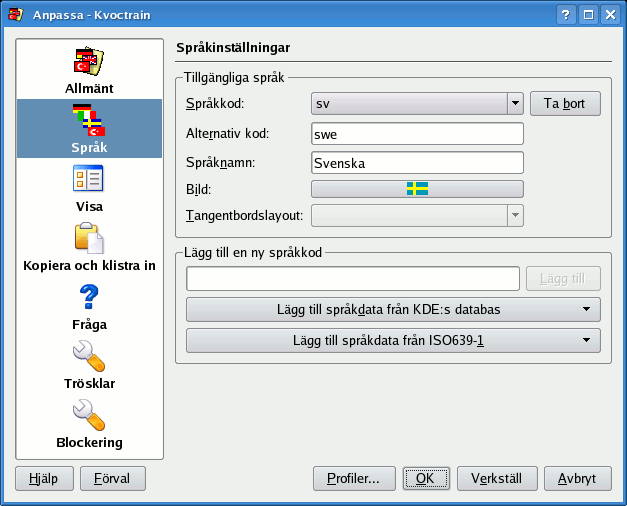 Anpassa - Kvoctrain
Allmänt
Språk
Visa
Kopiera och klistra in
Fråga
Trösklar
Blockering
Språkinställningar
Tillgängliga språk
Språkkod:
sv
Ta bort
Alternativ kod:
swe
Språknamn:
Svenska
Bild:
Tangentbordslayout:
Lägg till en ny språkkod
Lägg till
Lägg till språkdata från KDE:s databas
Lägg till språkdata från ISO639-1
Hjälp
Förval
Profiler...
OK
Verkställ
Avbryt